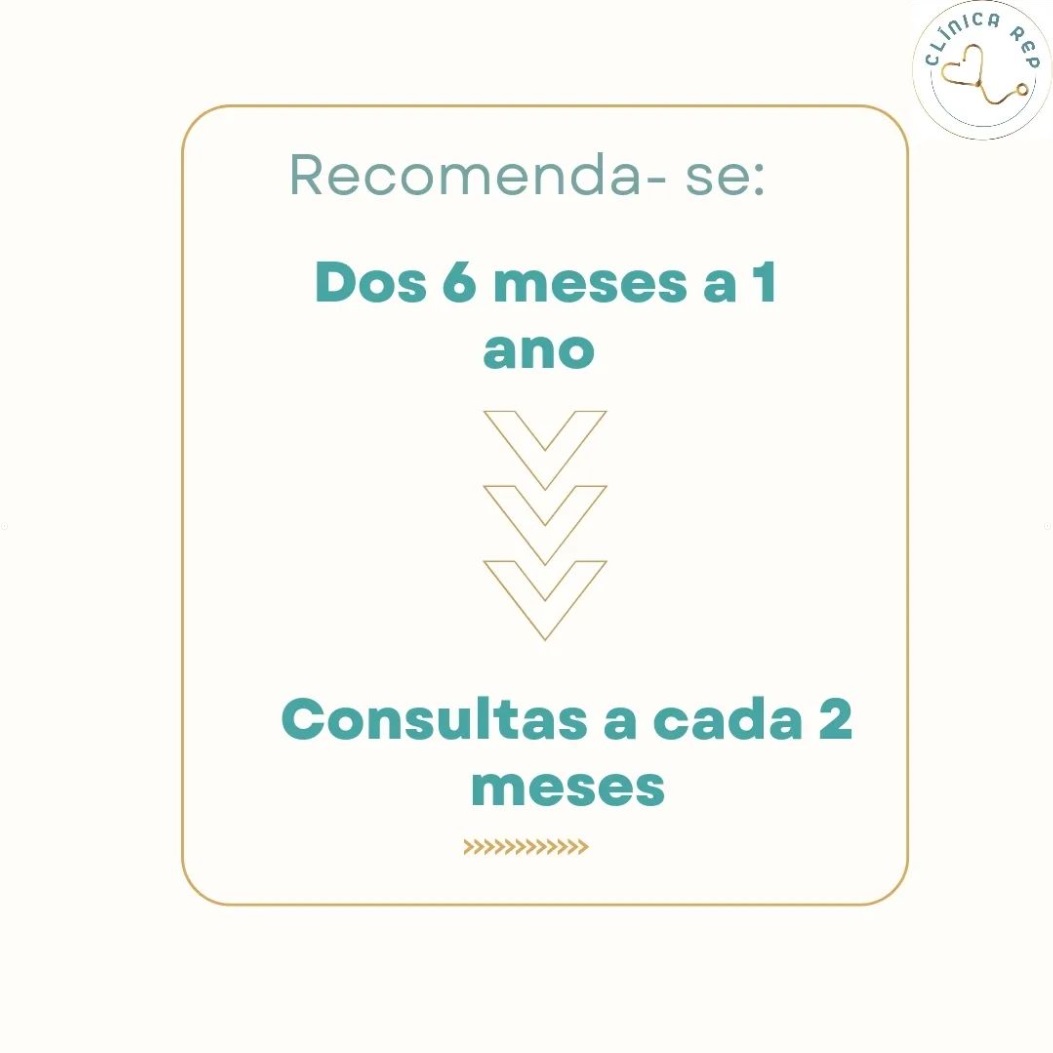 CLÍNICA REP
Recomenda- se:
Dos 6 meses a 1
ano
Consultas a cada 2
meses